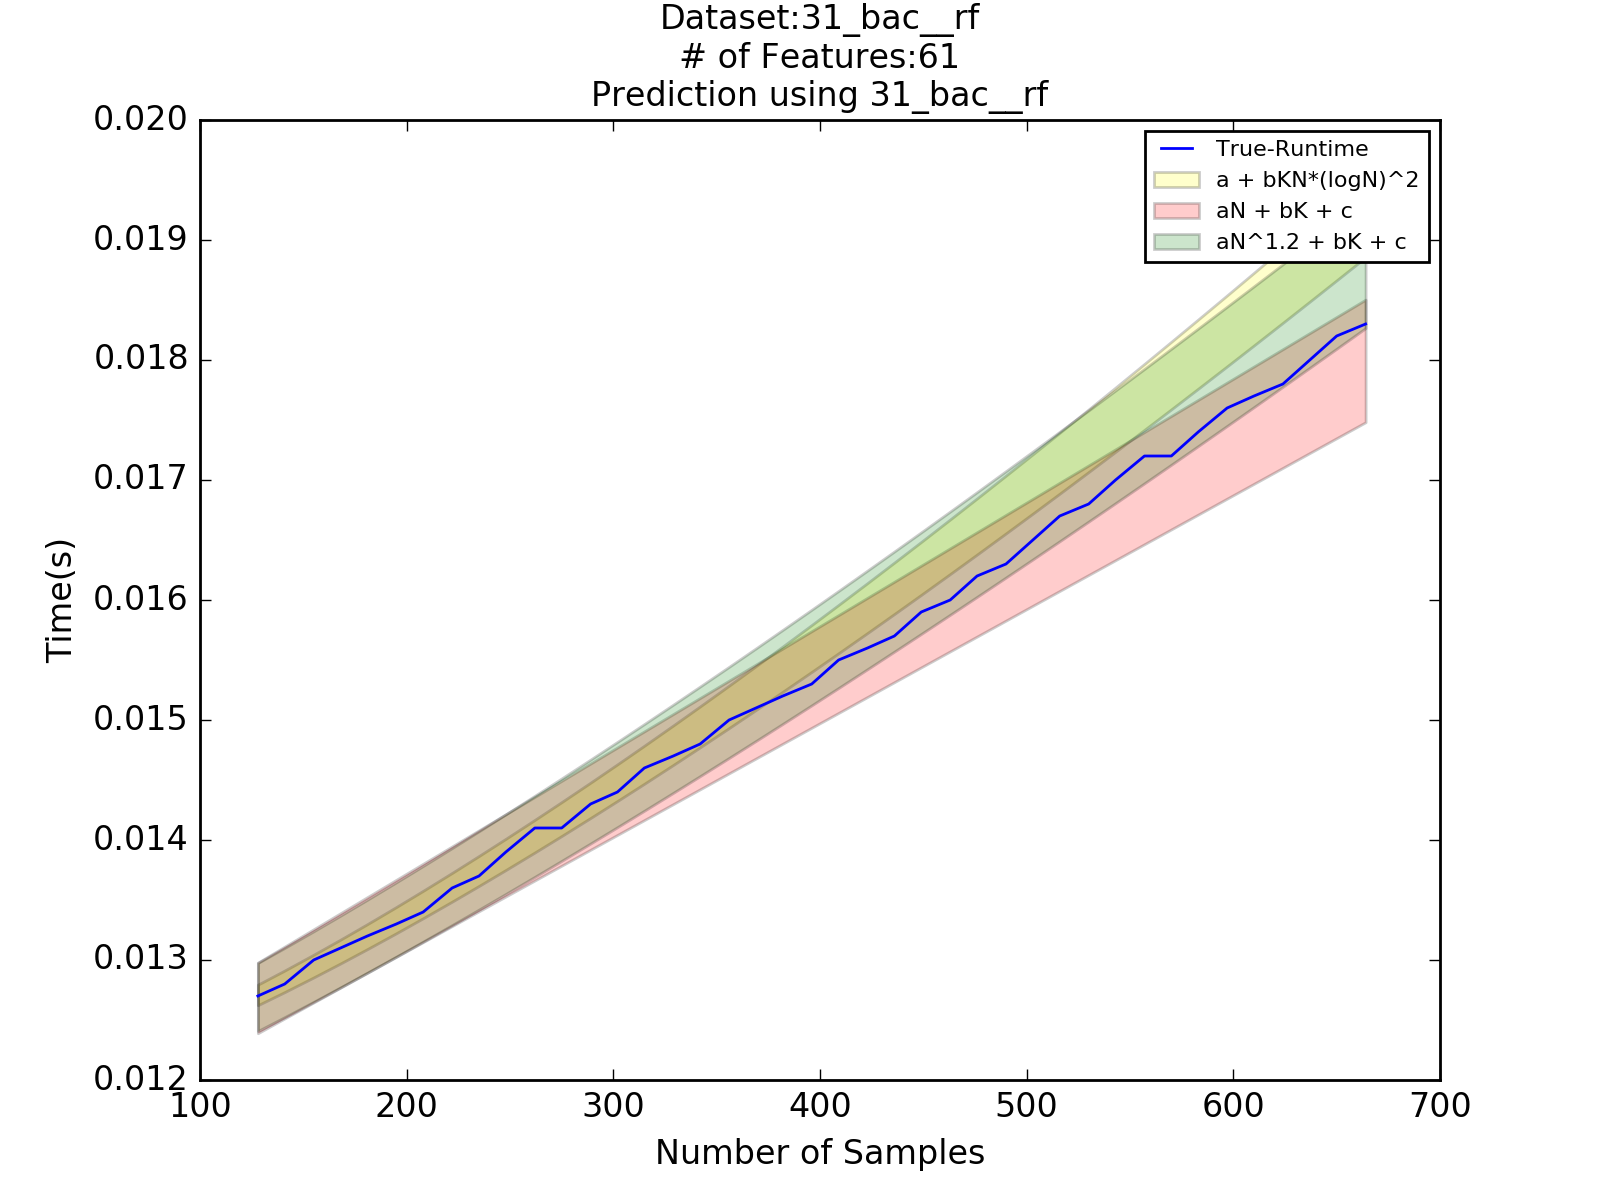 Dataset:31_bac__rf
# of Features:61
Prediction using 31_bac__rf
0.020
0.019
0.018
0.017
0.016
0.015
0.014
0.013
0.012
Time(s)
True-Runtime
a + bKN*(logN)^2
aN + bK + c
aN^1.2 + bK + c
100 200 300 400 500 600 700
Number of Samples